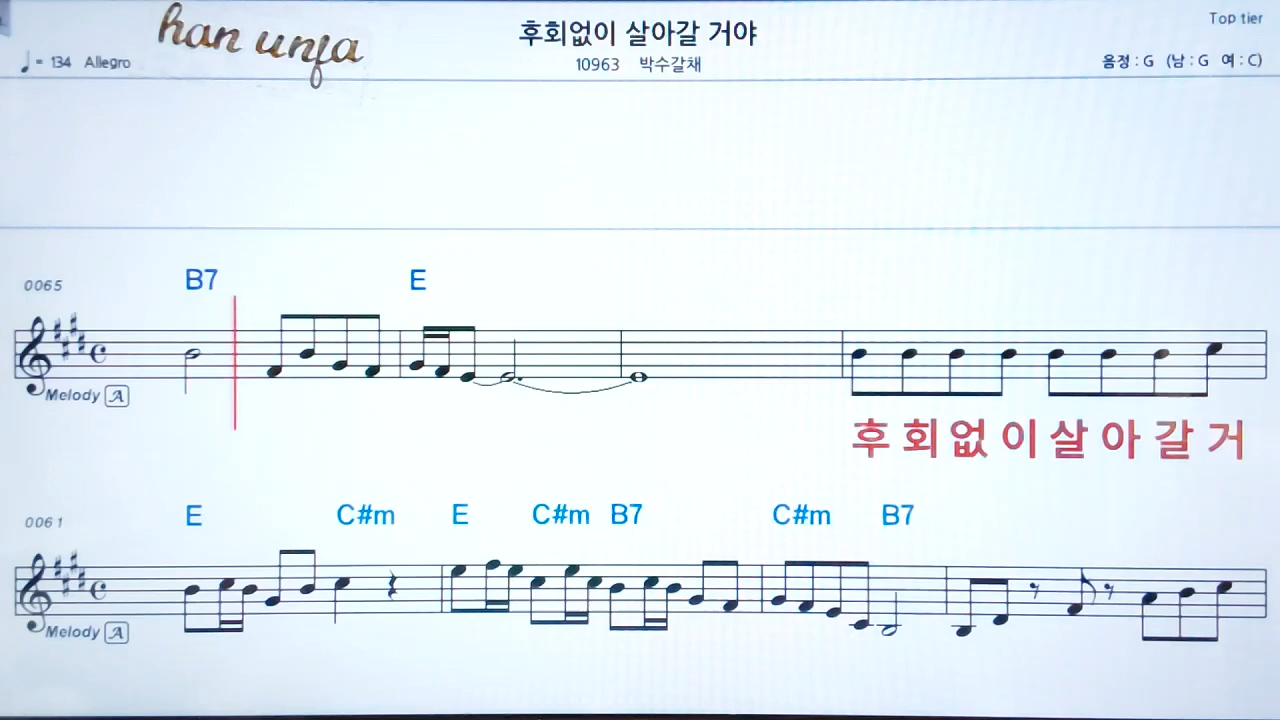 han unfa
후회없이 살아갈 거야
Top tier
♩ = 134 Allegro
10963 박수갈채
음정 : G (남 : G 여 : C)
0065
B7 E
Melody A
후 회 없 이 살 아 갈 거
0061
E C#m E C#m B7 C#m B7
Melody A